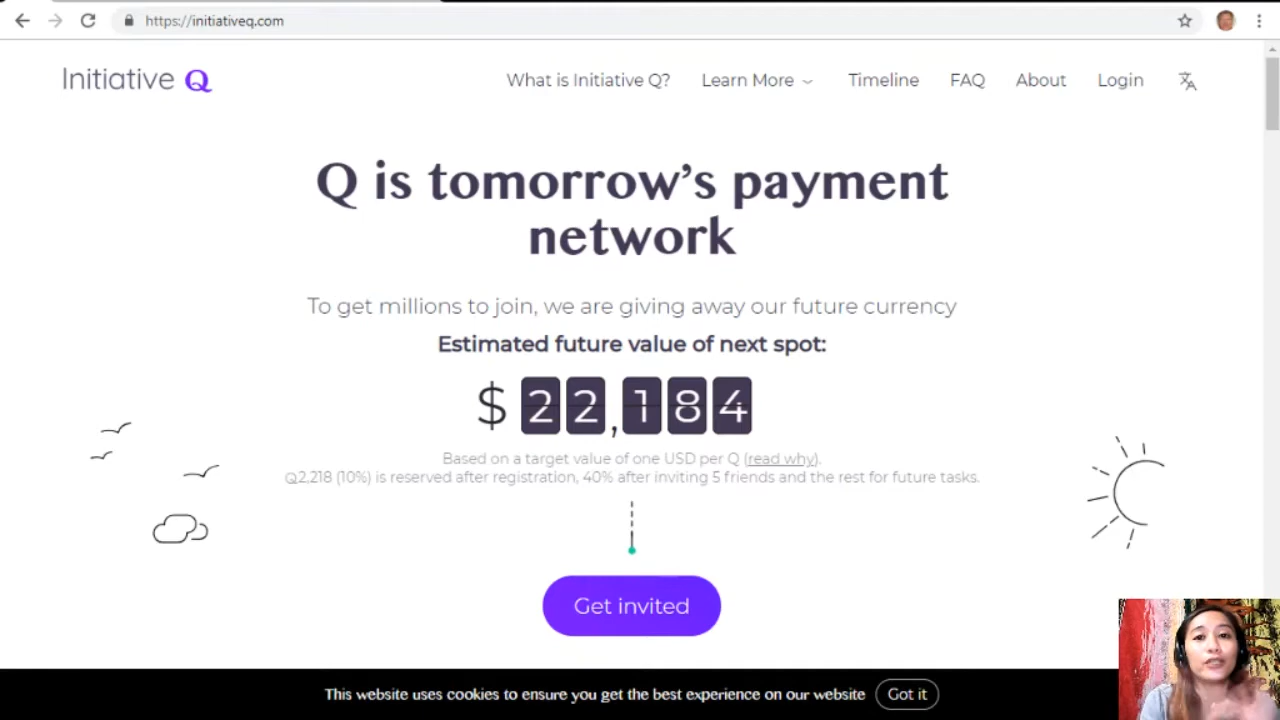 https://initiativeq.com
Initiative Q
What is Initiative Q? Learn More Timeline FAQ About Login
Q is tomorrow's payment
network
To get millions to join, we are giving away our future currency
Estimated future value of next spot:
$ 22,184
Based on a target value of one USD per Q (read why).
Q2,218 (10%) is reserved after registration, 40% after inviting 5 friends and the rest for future tasks.
Get invited
This website uses cookies to ensure you get the best experience on our website Got it